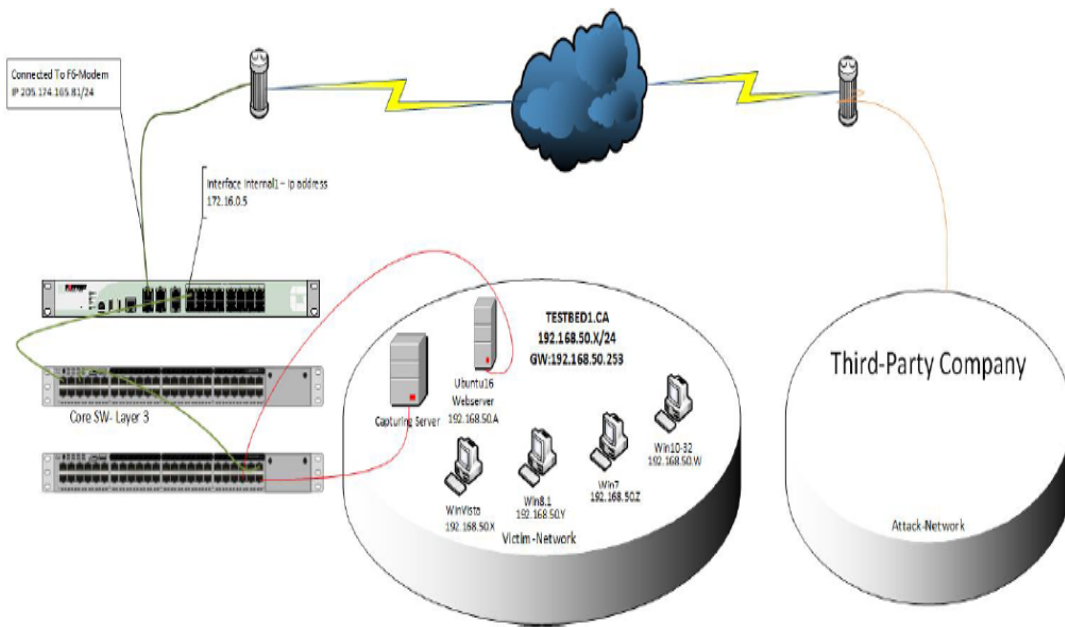 Connected To F6-Modem
IP 205.174.165.81/24
Interface Internal1 – Ip address
172.16.0.5
Core SW- Layer 3
TESTBED1.CA
192.168.50.X/24
GW:192.168.50.253
Ubuntu16
Webserver
192.168.50.A
Capturing Server
Win10-32
192.168.50.W
Win7
192.168.50.Z
Win8.1
192.168.50.Y
WinVista
192.168.50.X
Victim-Network
Third-Party Company
Attack-Network